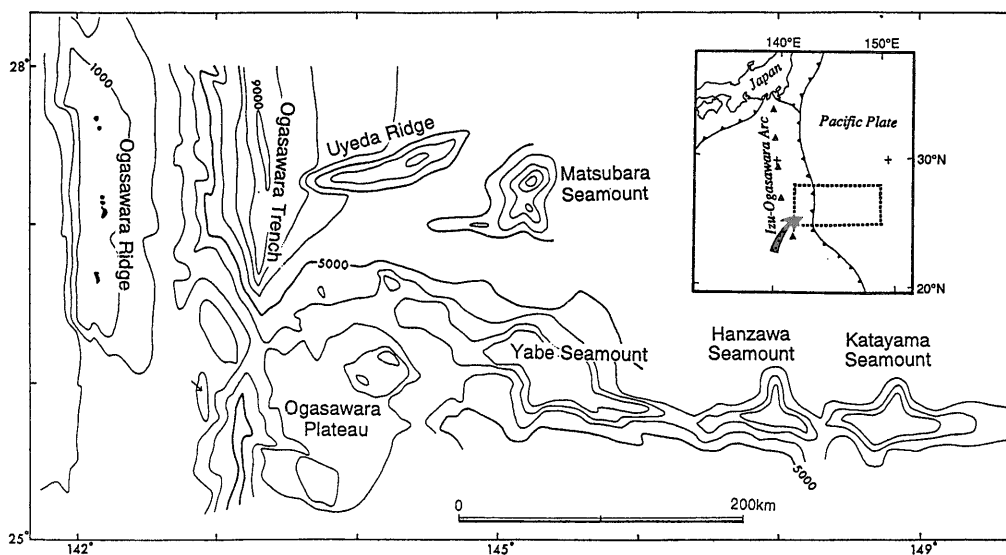 28°
1000
Ogasawara Ridge
9000
Ogasawara Trench
Uyeda Ridge
Matsubara
Seamount
5000
Yabe Seamount
Ogasawara
Plateau
Hanzawa
Seamount
Katayama
Seamount
5000
0
200km
25°
142°
145°
149°
140°E
150°E
Japan
Pacific Plate
Izu-Ogasawara Arc
30°N
20°N